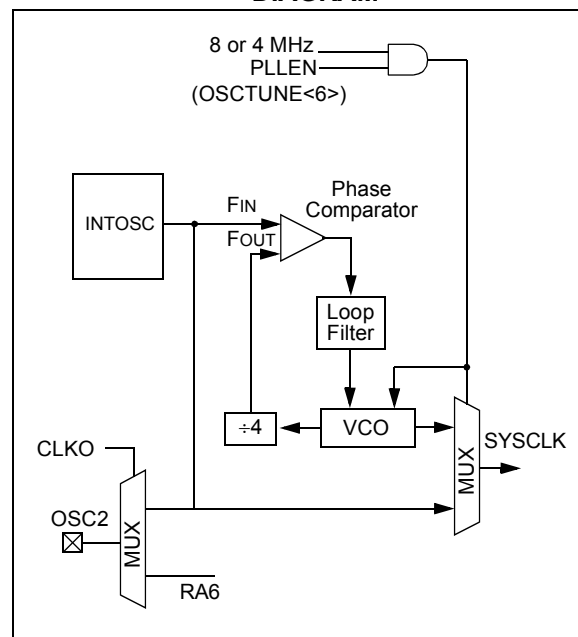 8 or 4 MHz
PLLEN
(OSCTUNE<6>)
Phase
Comparator
INTOSC
FIN
FOUT
Loop
Filter
÷4
VCO
SYSCLK
MUX
CLKO
OSC2
MUX
RA6